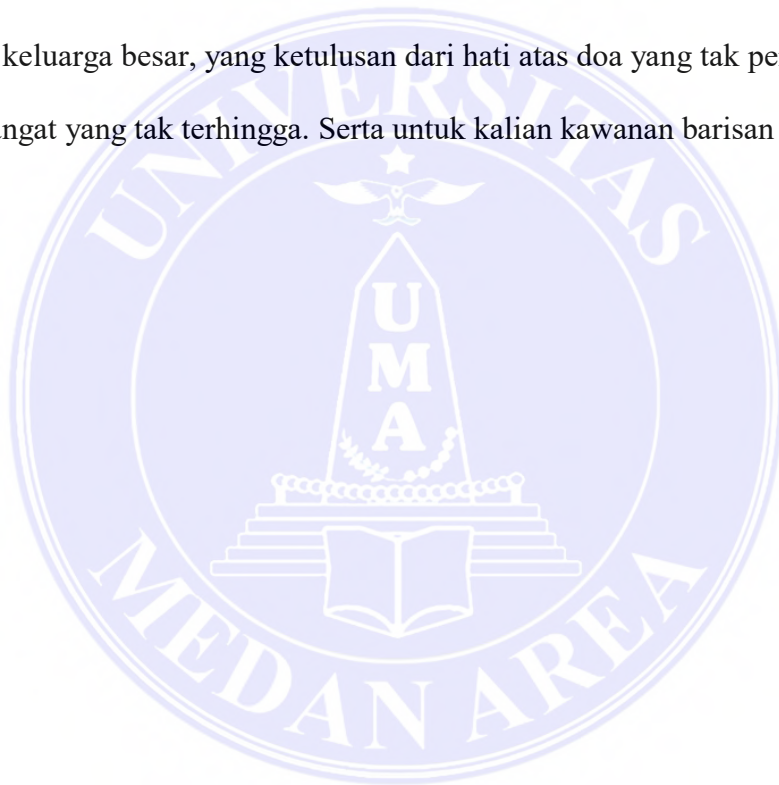 keluarga besar, yang ketulusan dari hati atas doa yang tak pe
ngat yang tak terhingga. Serta untuk kalian kawanan barisan
UNIVERSITAS
U
M
A
MEDAN AREA